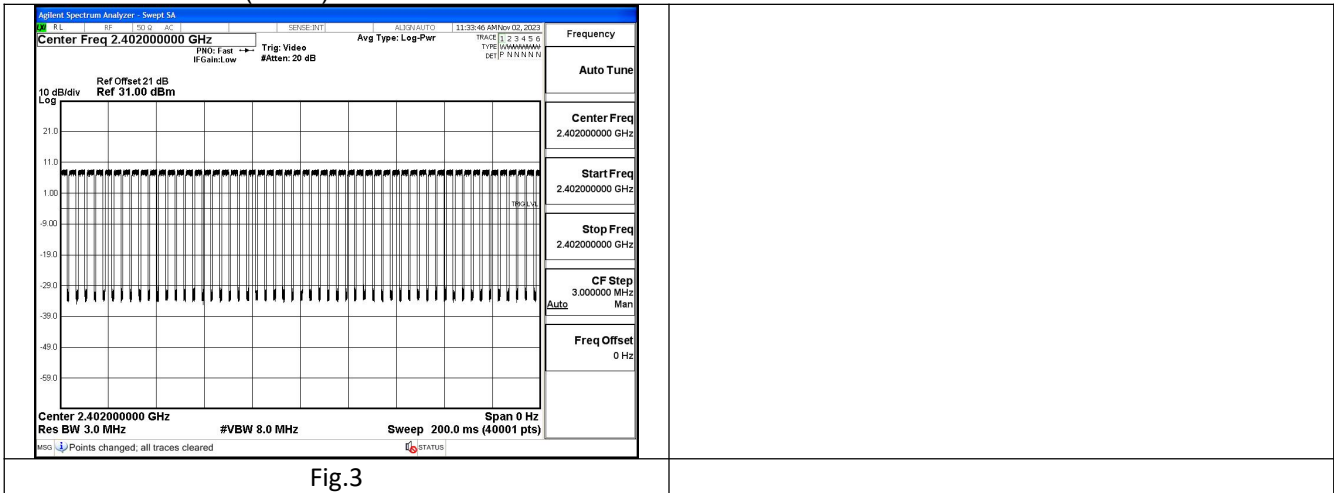 Agilent Spectrum Analyzer - Swept SA
RL RF 50 Ω AC SENSE:INT ALIGN AUTO 11:33:46 AM Nov 02, 2023
Center Freq 2.402000000 GHz
PNO: Fast
IFGain:Low
Trig: Video
#Atten: 20 dB
Avg Type: Log-Pwr
TRACE 1 2 3 4 5 6
TYPE
DET P N N N N N
Frequency
Auto Tune
Ref Offset 21 dB
10 dB/div Ref 31.00 dBm
Log
21.0
11.0
1.00
-9.00
-19.0
-29.0
-39.0
-49.0
-59.0
TRIG LVL
Center Freq
2.402000000 GHz
Start Freq
2.402000000 GHz
Stop Freq
2.402000000 GHz
CF Step
3.000000 MHz
Auto Man
Freq Offset
0 Hz
Center 2.402000000 GHz Span 0 Hz
Res BW 3.0 MHz #VBW 8.0 MHz Sweep 200.0 ms (40001 pts)
MSG Points changed; all traces cleared STATUS
Fig.3